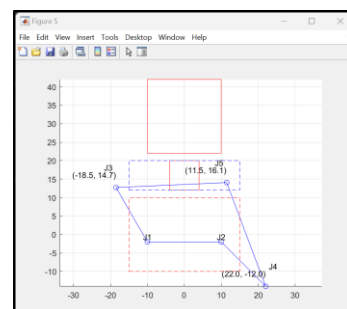 Figure 5
File Edit View Insert Tools Desktop Window Help
40
35
30
25
20
15
10
5
0
-5
-10
J3
(-18.5, 14.7)
J5
(11.5, 16.1)
J1
J2
J4
(22.0, -12.0)
-30 -20 -10 0 10 20 30